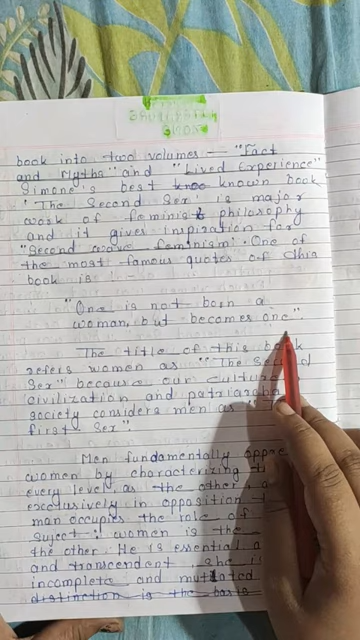 book into two volumes — "Fact
and Myths" and "Lived Experience"
Simone's best known book
"The Second Sex is major
work of feminist philosophy
and it gives inspiration for
"Second wave feminism. One of
the most famous quotes of this
book is -
"One is not born a
woman, but becomes one".
The title of this book
refers women as "The Second
Sex" because our culture
civilization and patriarcha
society considers men as
first Sex".
Men fundamentally oppre
women by characterizing t
every level, as the other,
exclusively in opposition t
man occupies the role of
suject : women is the
the other. He is essential a
and transcendent she is
incomplete and mutilated
distinction is the basis